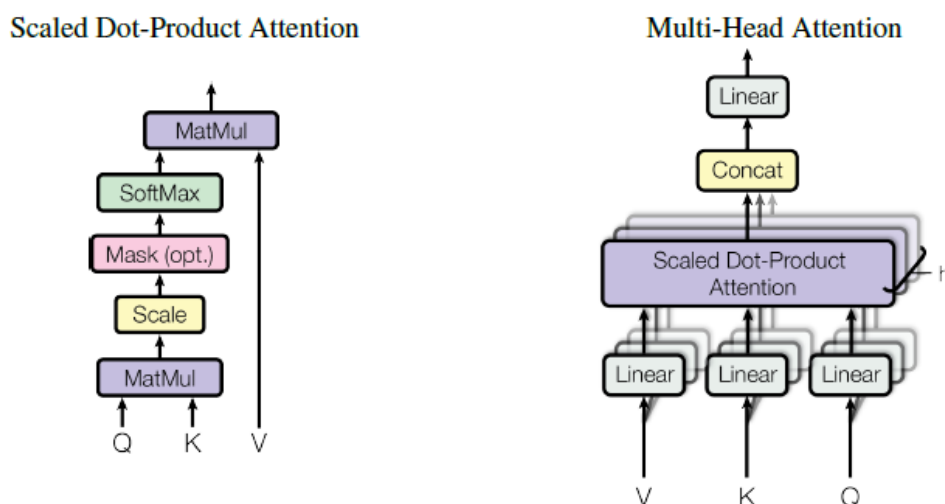 Scaled Dot-Product Attention
MatMul
SoftMax
Mask (opt.)
Scale
MatMul
Q K V
Multi-Head Attention
Linear
Concat
Scaled Dot-Product
Attention
h
Linear Linear Linear
V K Q